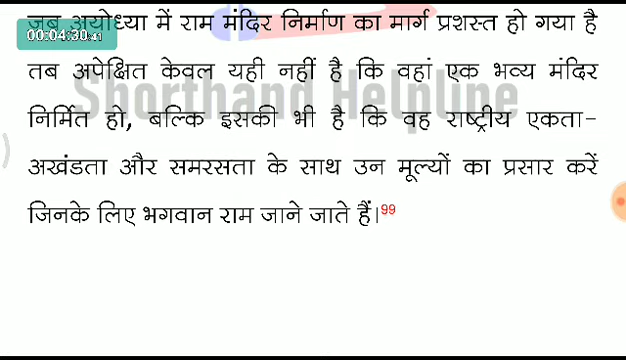 जब अयोध्या में राम मंदिर निर्माण का मार्ग प्रशस्त हो गया है
00:04:30:41
तब अपेक्षित केवल यही नहीं है कि वहां एक भव्य मंदिर
Shorthand Helpline
निर्मित हो, बल्कि इसकी भी है कि वह राष्ट्रीय एकता-
अखंडता और समरसता के साथ उन मूल्यों का प्रसार करें
जिनके लिए भगवान राम जाने जाते हैं।99